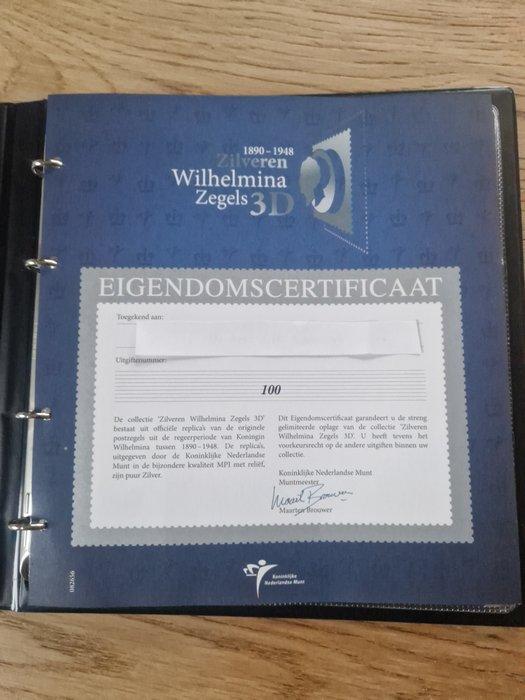 1890 – 1948
Zilveren
Wilhelmina
Zegels 3D
EIGENDOMSCERTIFICAAT
Toegekend aan:
Uitgiftenummer:
100
De collectie 'Zilveren Wilhelmina Zegels 3D'
bestaat uit officiële replica's van de originele
postzegels uit de regeerperiode van Koningin
Wilhelmina tussen 1890 – 1948. De replica's,
uitgegeven door de Koninklijke Nederlandse
Munt in de bijzondere kwaliteit MPI met reliëf,
zijn puur Zilver.
Dit Eigendomscertificaat garandeert u de streng
gelimiteerde oplage van de collectie 'Zilveren
Wilhelmina Zegels 3D'. U heeft tevens het
voorkeursrecht op de andere uitgiften binnen uw
collectie.
Koninklijke Nederlandse Munt
Muntmeester
Maarten Brouwer
Maarten Brouwer
Koninklijke
Nederlandse Munt
082656